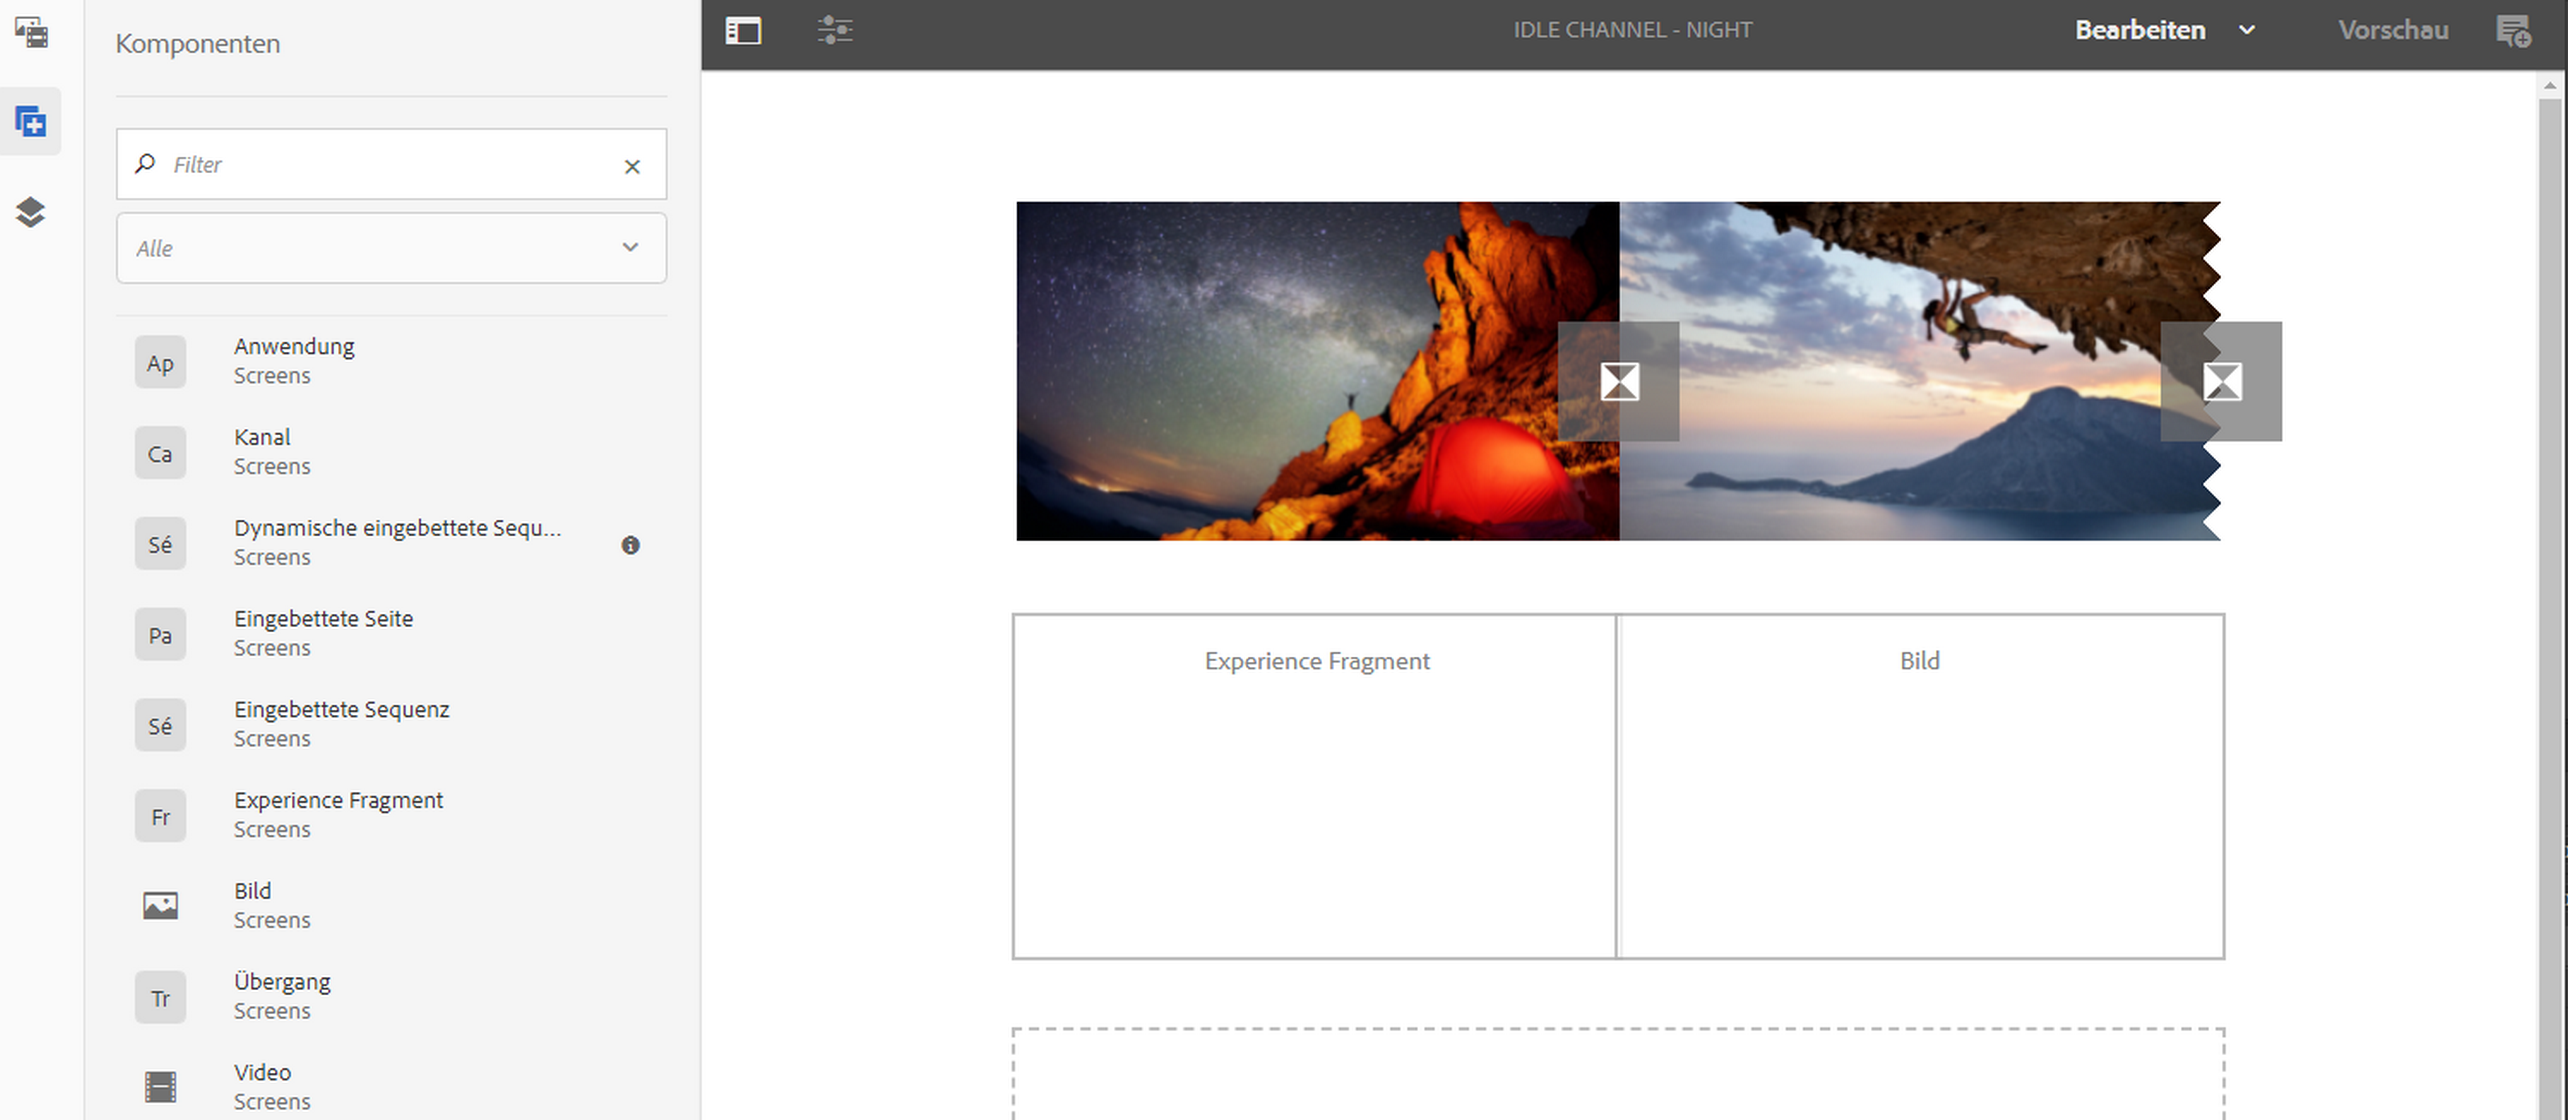 Komponenten
IDLE CHANNEL - NIGHT
Bearbeiten
Vorschau
Filter
Alle
Ap
Anwendung
Screens
Ca
Kanal
Screens
Sé
Dynamische eingebettete Sequ...
Screens
Pa
Eingebettete Seite
Screens
Sé
Eingebettete Sequenz
Screens
Fr
Experience Fragment
Screens
Bild
Screens
Tr
Übergang
Screens
Video
Screens
Experience Fragment
Bild